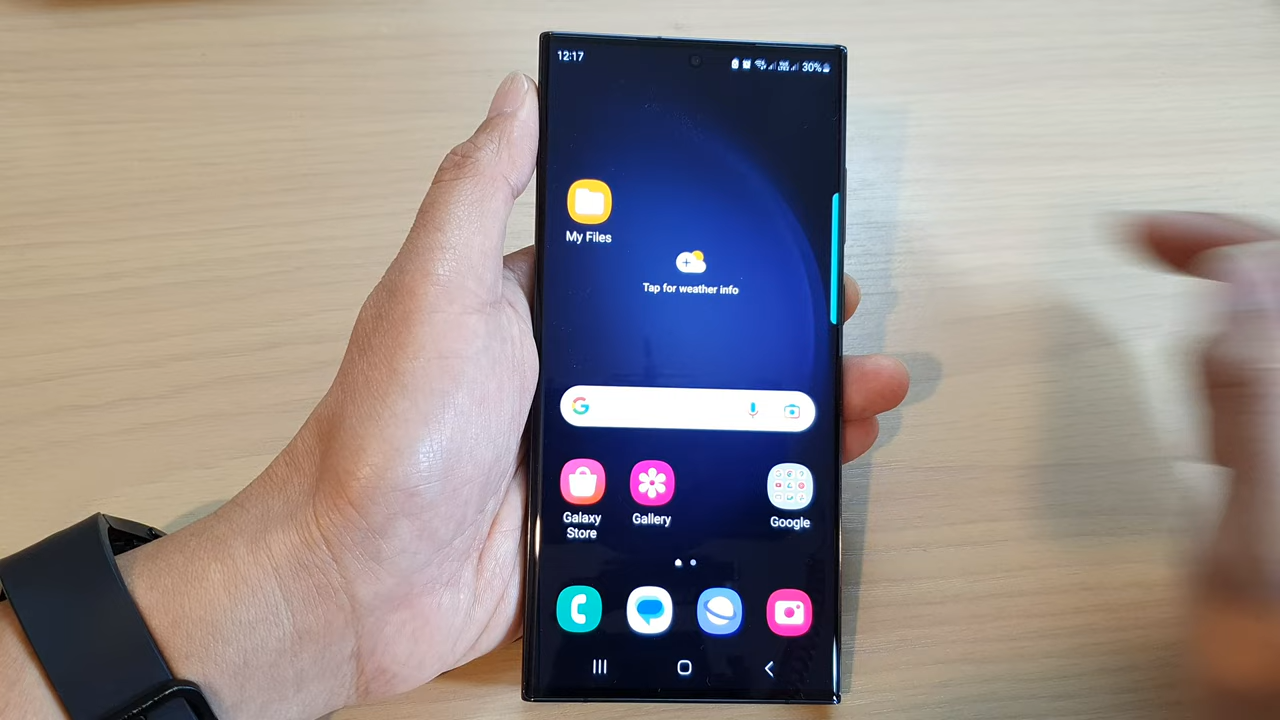 12:17
30%
My Files
Tap for weather info
Galaxy
Store
Gallery
Google